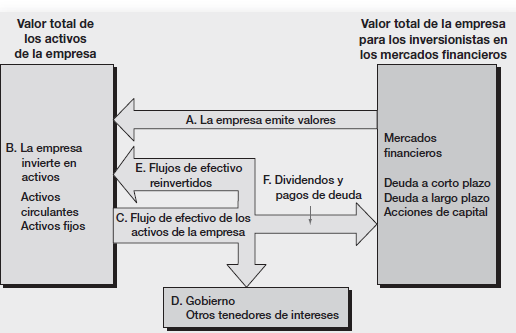 Valor total de
los activos
de la empresa
Valor total de la empresa
para los inversionistas en
los mercados financieros
A. La empresa emite valores
B. La empresa
invierte en
activos
Activos
circulantes
Activos fijos
E. Flujos de efectivo
reinvertidos
F. Dividendos y
pagos de deuda
C. Flujo de efectivo de los
activos de la empresa
Mercados
financieros
Deuda a corto plazo
Deuda a largo plazo
Acciones de capital
D. Gobierno
Otros tenedores de intereses